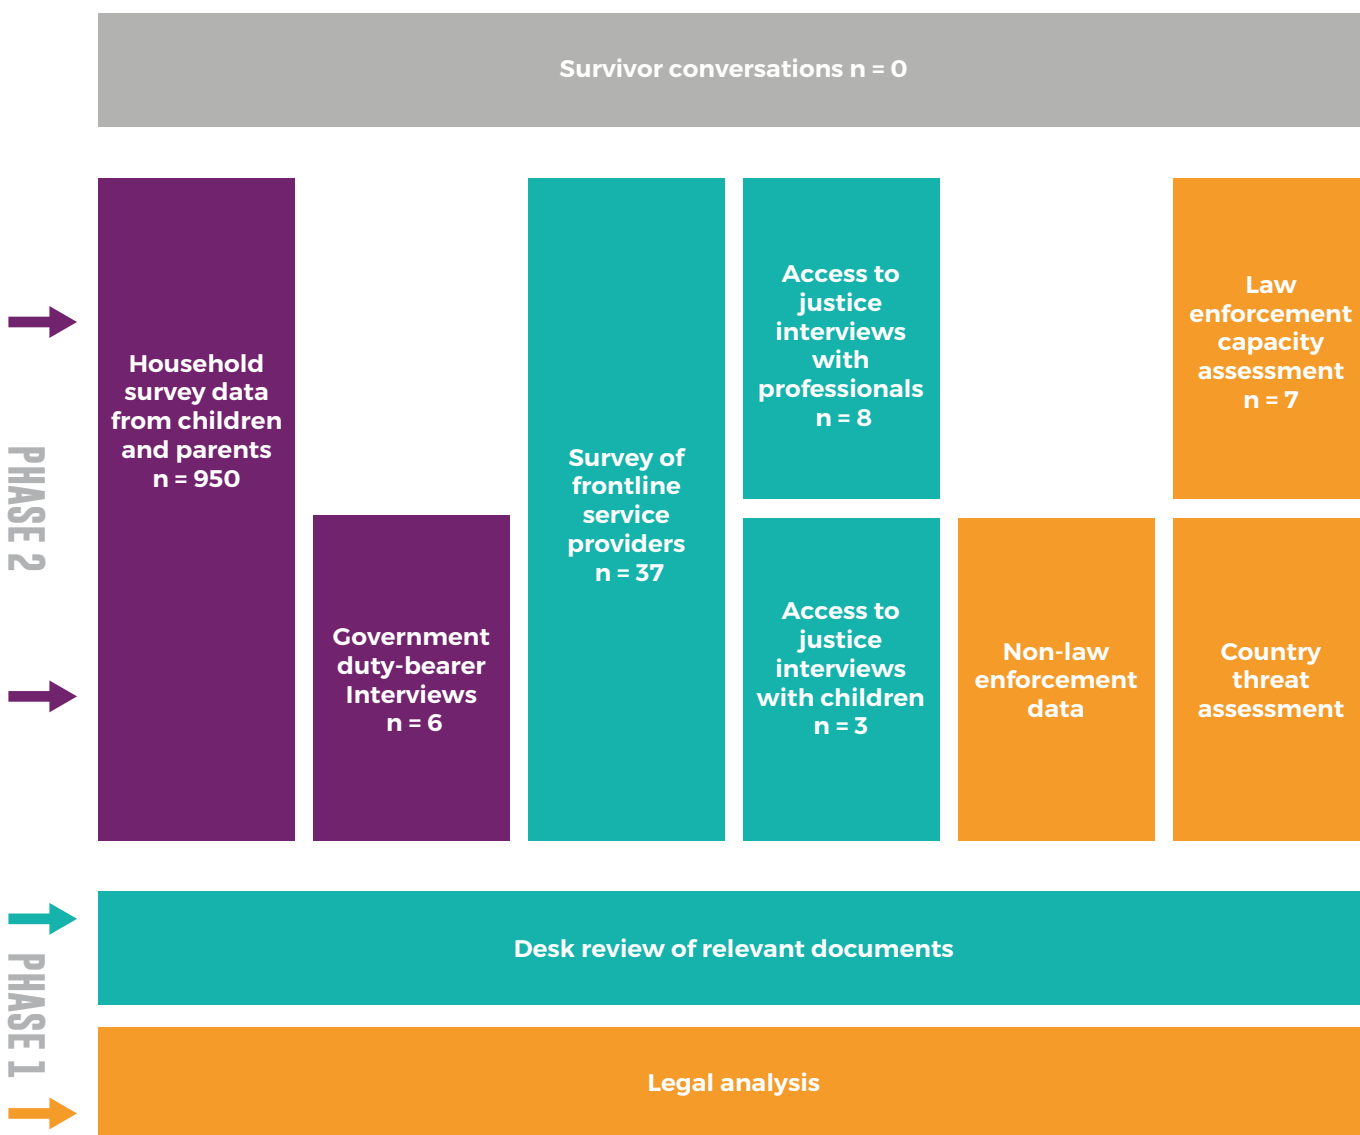 Survivor conversations n = 0
PHASE 2
Household
survey data
from children
and parents
n = 950
Government
duty-bearer
Interviews
n = 6
Survey of
frontline
service
providers
n = 37
Access to
justice
interviews
with
professionals
n = 8
Access to
justice
interviews
with children
n = 3
Non-law
enforcement
data
Law
enforcement
capacity
assessment
n = 7
Country
threat
assessment
PHASE 1
Desk review of relevant documents
Legal analysis